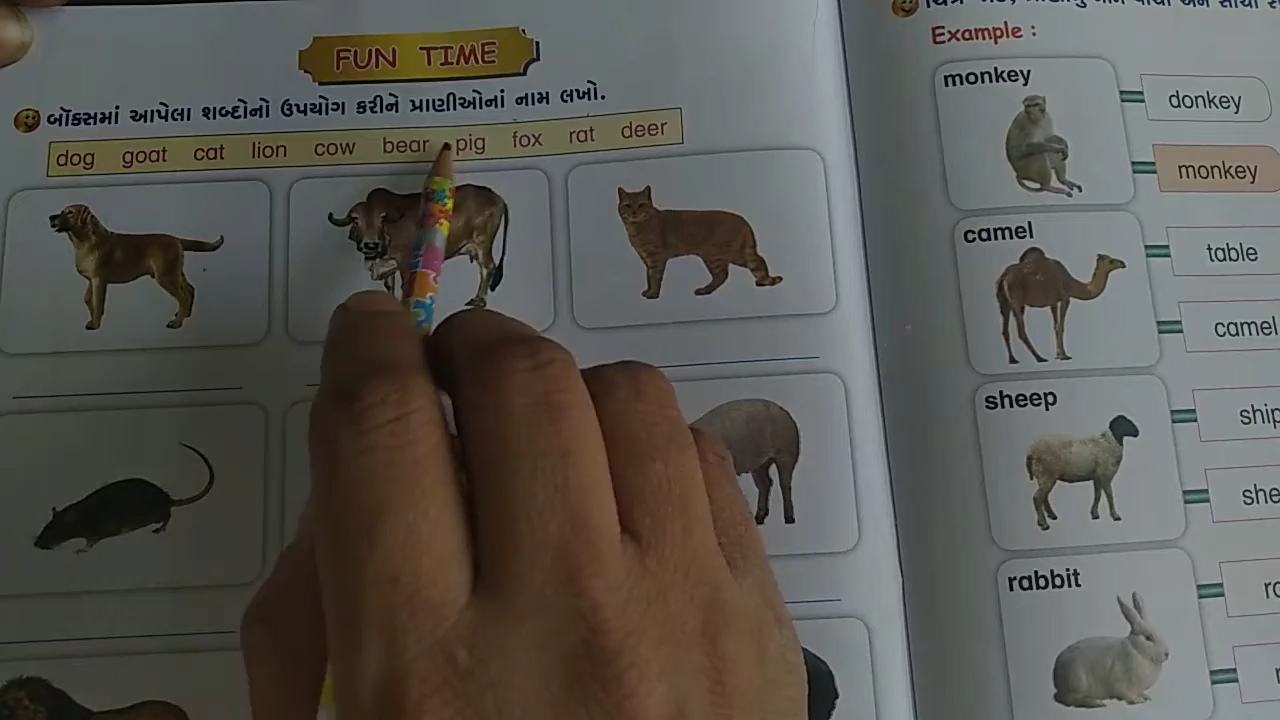 FUN TIME
બૉક્સમાં આપેલા શબ્દોનો ઉપયોગ કરીને પ્રાણીઓનાં નામ લખો.
dog goat cat lion cow bear pig fox rat deer
Example :
monkey
donkey
monkey
camel
table
camel
sheep
rabbit